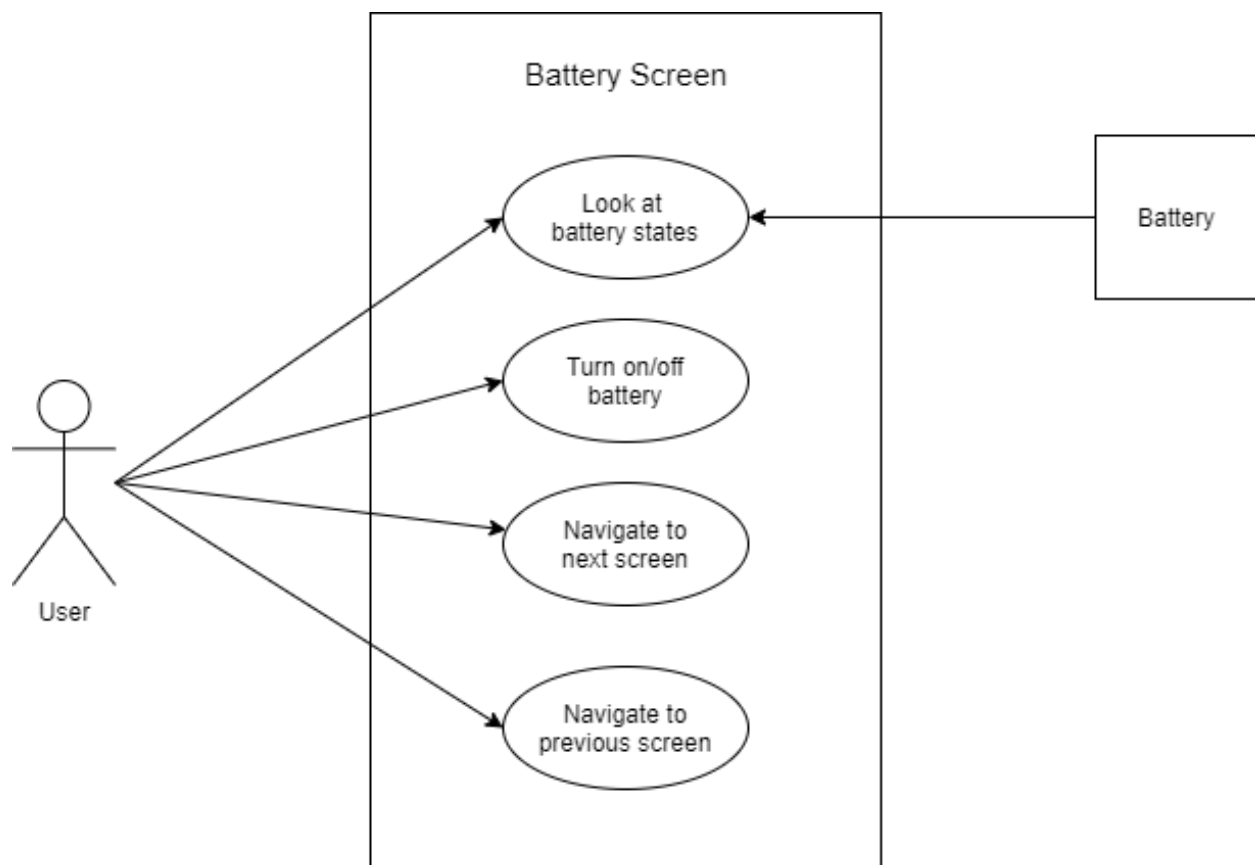 Battery Screen
Look at
battery states
Battery
Turn on/off
battery
Navigate to
next screen
User
Navigate to
previous screen